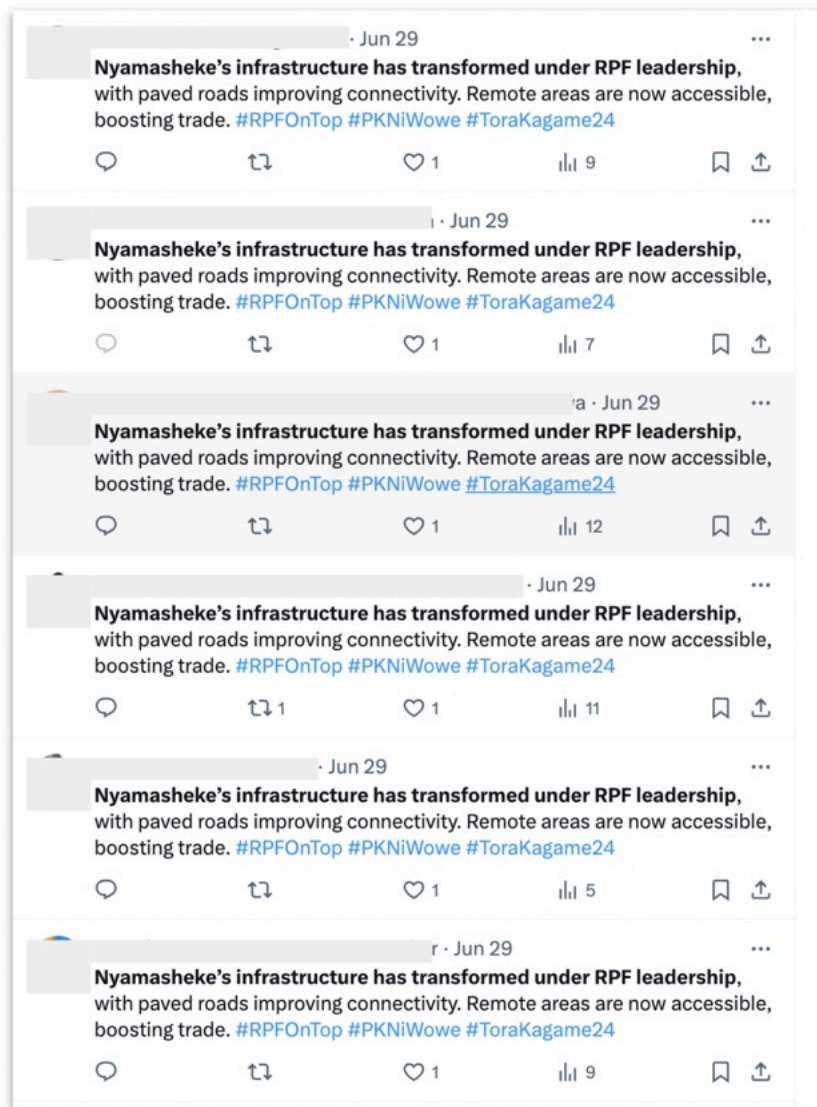 · Jun 29
Nyamasheke’s infrastructure has transformed under RPF leadership,
with paved roads improving connectivity. Remote areas are now accessible,
boosting trade. #RPFOnTop #PKNiWowe #ToraKagame24
1 9
· Jun 29
Nyamasheke’s infrastructure has transformed under RPF leadership,
with paved roads improving connectivity. Remote areas are now accessible,
boosting trade. #RPFOnTop #PKNiWowe #ToraKagame24
1 7
a · Jun 29
Nyamasheke’s infrastructure has transformed under RPF leadership,
with paved roads improving connectivity. Remote areas are now accessible,
boosting trade. #RPFOnTop #PKNiWowe #ToraKagame24
1 12
· Jun 29
Nyamasheke’s infrastructure has transformed under RPF leadership,
with paved roads improving connectivity. Remote areas are now accessible,
boosting trade. #RPFOnTop #PKNiWowe #ToraKagame24
1 1 11
· Jun 29
Nyamasheke’s infrastructure has transformed under RPF leadership,
with paved roads improving connectivity. Remote areas are now accessible,
boosting trade. #RPFOnTop #PKNiWowe #ToraKagame24
1 5
r · Jun 29
Nyamasheke’s infrastructure has transformed under RPF leadership,
with paved roads improving connectivity. Remote areas are now accessible,
boosting trade. #RPFOnTop #PKNiWowe #ToraKagame24
1 9